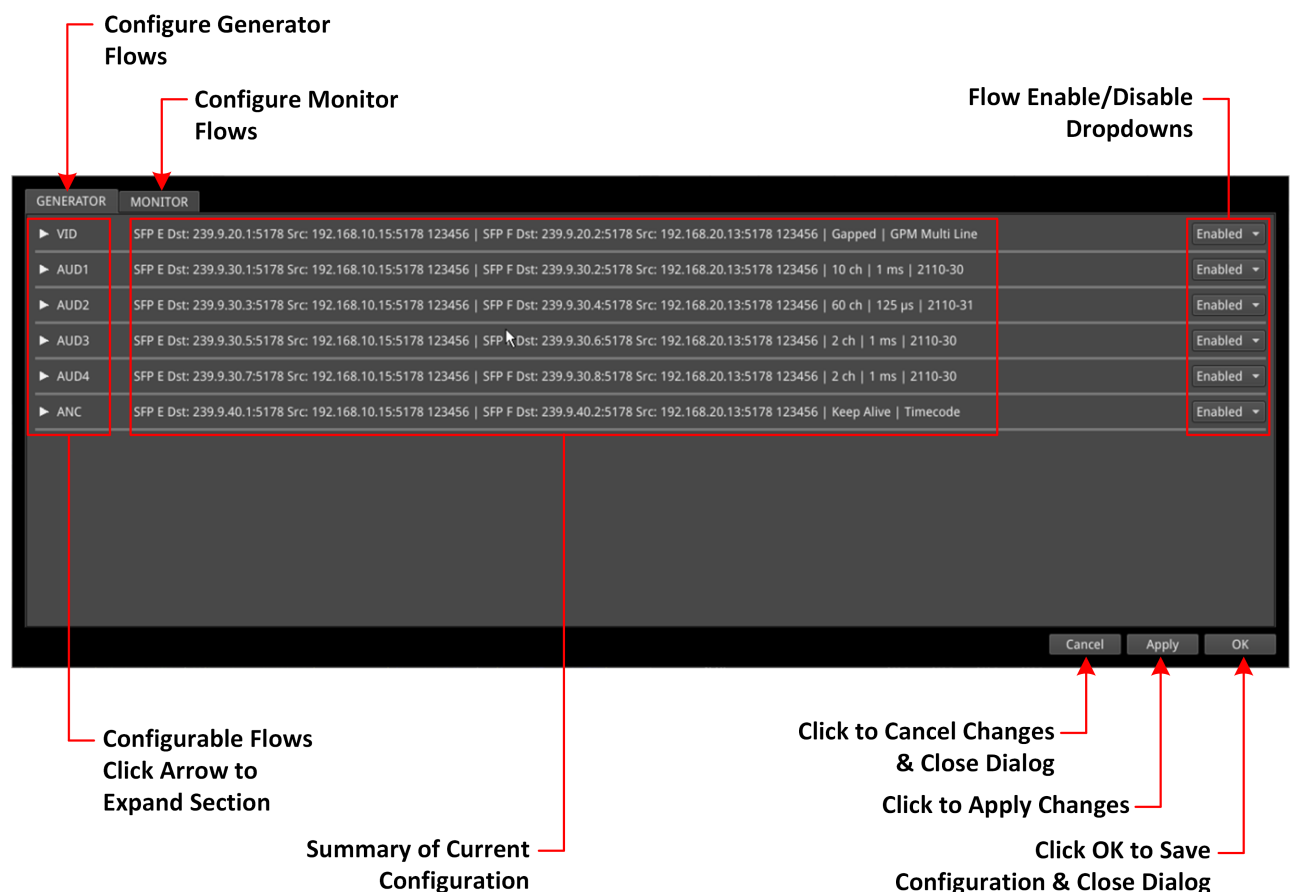 Configure Generator
Flows
Configure Monitor
Flows
Flow Enable/Disable
Dropdowns
GENERATOR MONITOR
VID SFP E Dst: 239.9.20.1:5178 Src: 192.168.10.15:5178 123456 | SFP F Dst: 239.9.20.2:5178 Src: 192.168.20.13:5178 123456 | Gapped | GPM Multi Line Enabled
AUD1 SFP E Dst: 239.9.30.1:5178 Src: 192.168.10.15:5178 123456 | SFP F Dst: 239.9.30.2:5178 Src: 192.168.20.13:5178 123456 | 10 ch | 1 ms | 2110-30 Enabled
AUD2 SFP E Dst: 239.9.30.3:5178 Src: 192.168.10.15:5178 123456 | SFP F Dst: 239.9.30.4:5178 Src: 192.168.20.13:5178 123456 | 60 ch | 125 µs | 2110-31 Enabled
AUD3 SFP E Dst: 239.9.30.5:5178 Src: 192.168.10.15:5178 123456 | SFP Dst: 239.9.30.6:5178 Src: 192.168.20.13:5178 123456 | 2 ch | 1 ms | 2110-30 Enabled
AUD4 SFP E Dst: 239.9.30.7:5178 Src: 192.168.10.15:5178 123456 | SFP F Dst: 239.9.30.8:5178 Src: 192.168.20.13:5178 123456 | 2 ch | 1 ms | 2110-30 Enabled
ANC SFP E Dst: 239.9.40.1:5178 Src: 192.168.10.15:5178 123456 | SFP F Dst: 239.9.40.2:5178 Src: 192.168.20.13:5178 123456 | Keep Alive | Timecode Enabled
Cancel Apply OK
Configurable Flows
Click Arrow to
Expand Section
Click to Cancel Changes
& Close Dialog
Click to Apply Changes
Summary of Current
Configuration
Click OK to Save
Configuration & Close Dialog